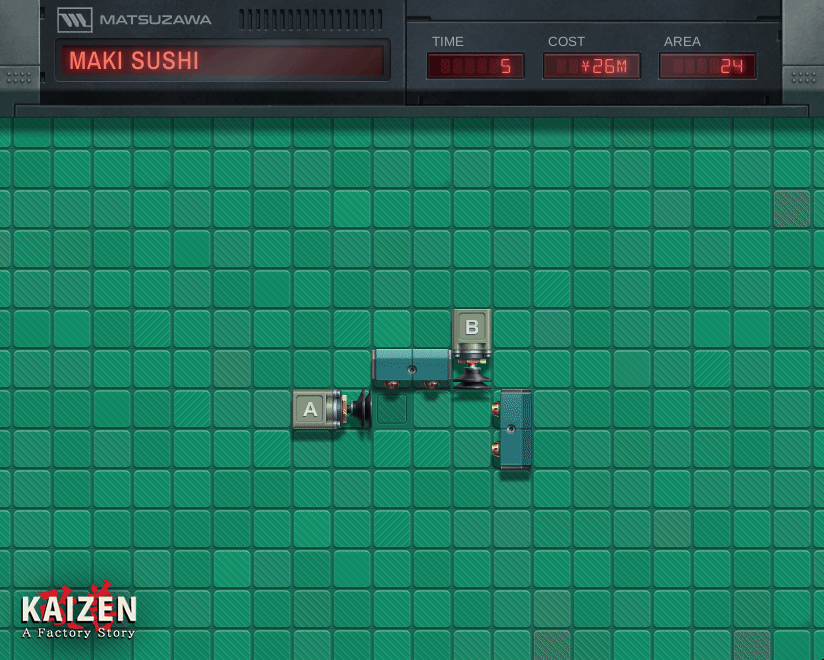 MATSUZAWA
MAKI SUSHI
TIME
5
COST
¥26M
AREA
24
B
A
KAIZEN
A Factory Story